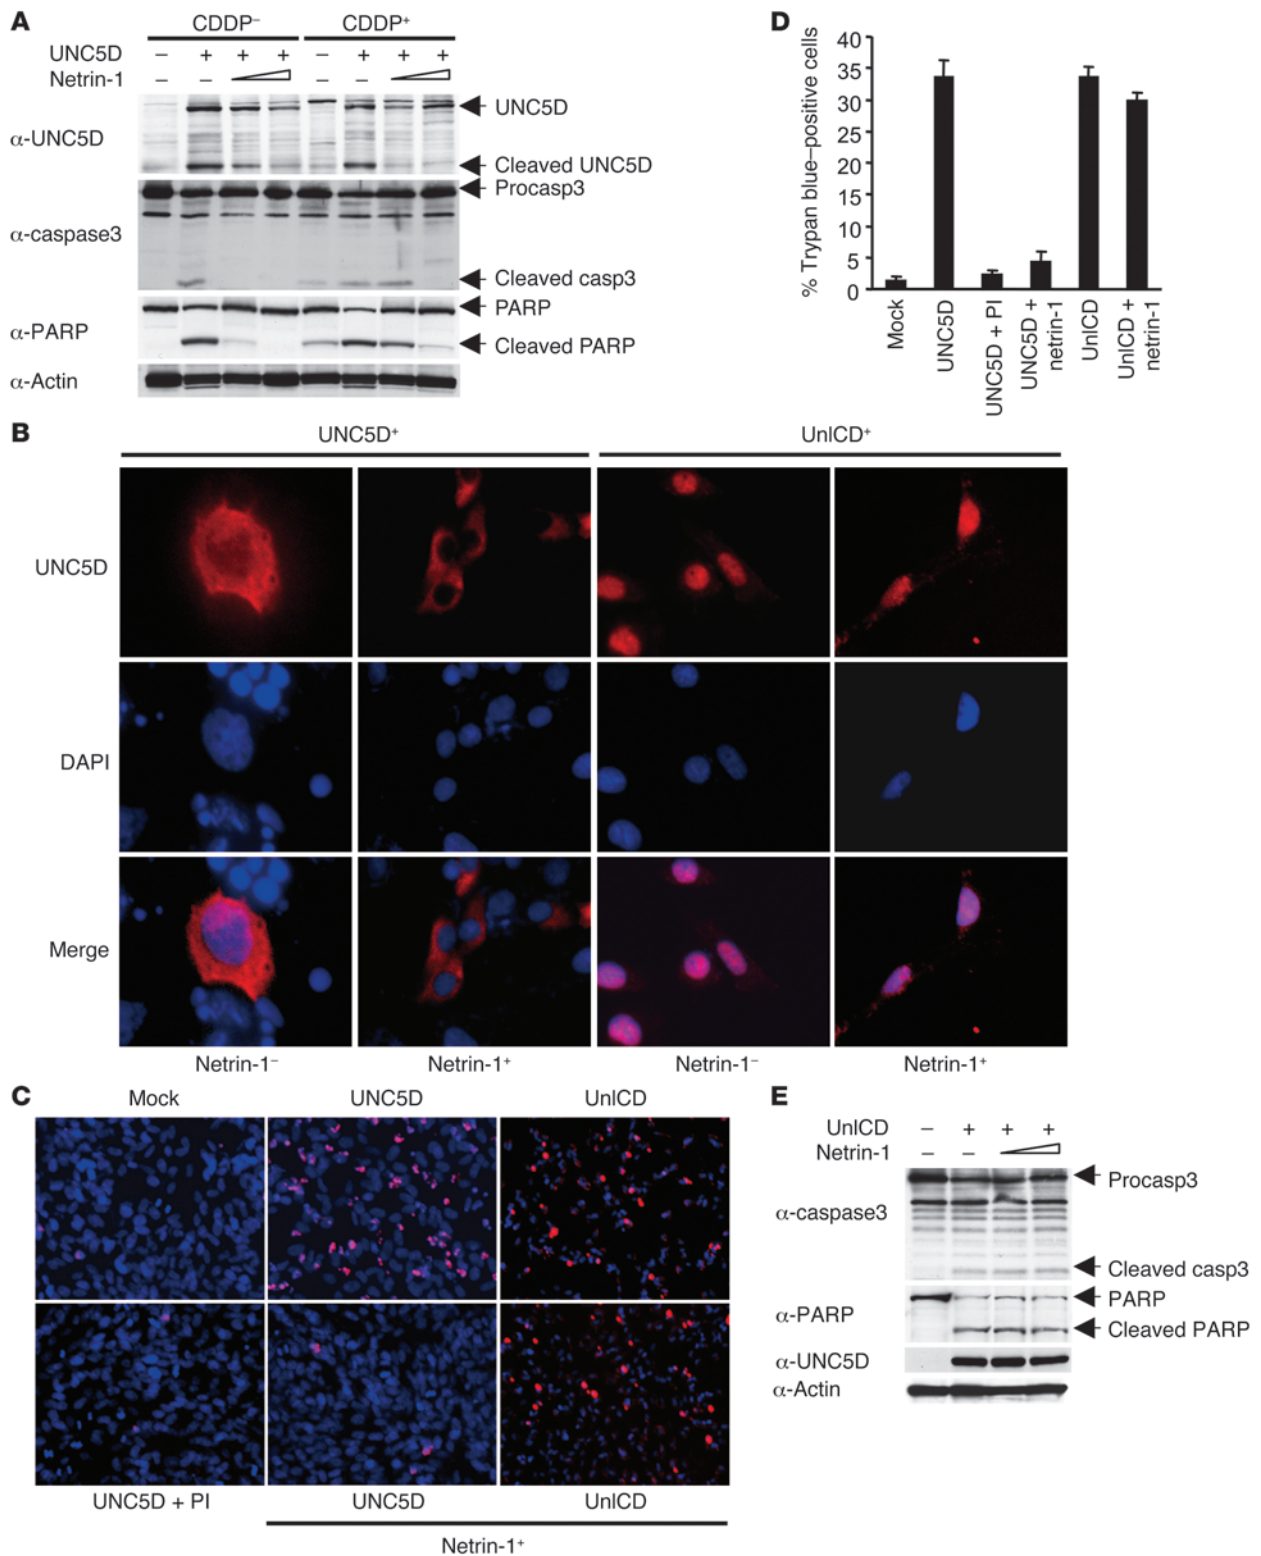 A
CDDP– CDDP+
UNC5D – + + + – + + +
Netrin-1 – – – –
α-UNC5D
UNC5D
Cleaved UNC5D
α-caspase3
Procasp3
Cleaved casp3
α-PARP
PARP
Cleaved PARP
α-Actin
D
% Trypan blue–positive cells
40
35
30
25
20
15
10
5
0
Mock
UNC5D
UNC5D + PI
UNC5D +
netrin-1
UnICD
UnICD +
netrin-1
B
UNC5D+ UnICD+
UNC5D
DAPI
Merge
Netrin-1– Netrin-1+ Netrin-1– Netrin-1+
C
Mock UNC5D UnICD
UNC5D + PI UNC5D UnICD
Netrin-1+
E
UnICD – + + +
Netrin-1 – –
α-caspase3
Procasp3
Cleaved casp3
α-PARP
PARP
Cleaved PARP
α-UNC5D
α-Actin